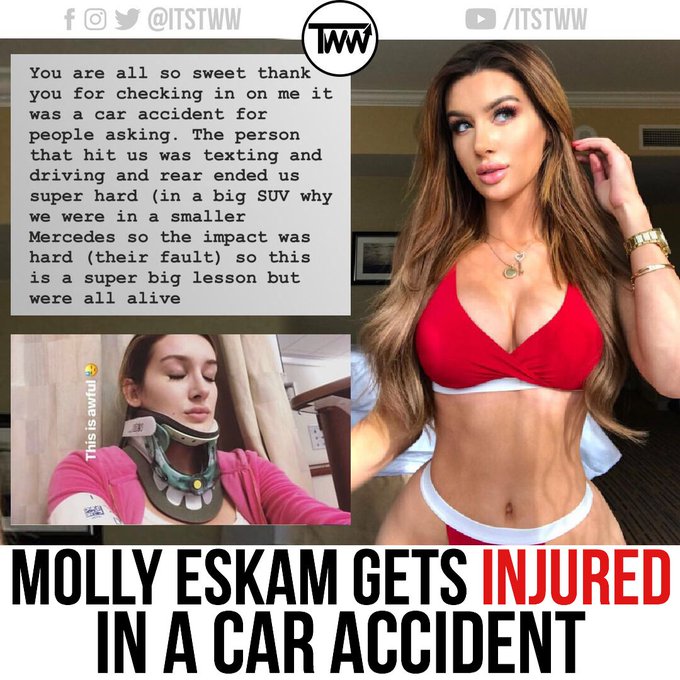 @ITSTWW
TWW
/ITSTWW
You are all so sweet thank
you for checking in on me it
was a car accident for
people asking. The person
that hit us was texting and
driving and rear ended us
super hard (in a big SUV why
we were in a smaller
Mercedes so the impact was
hard (their fault) so this
is a super big lesson but
were all alive
This is awful
MOLLY ESKAM GETS INJURED
IN A CAR ACCIDENT